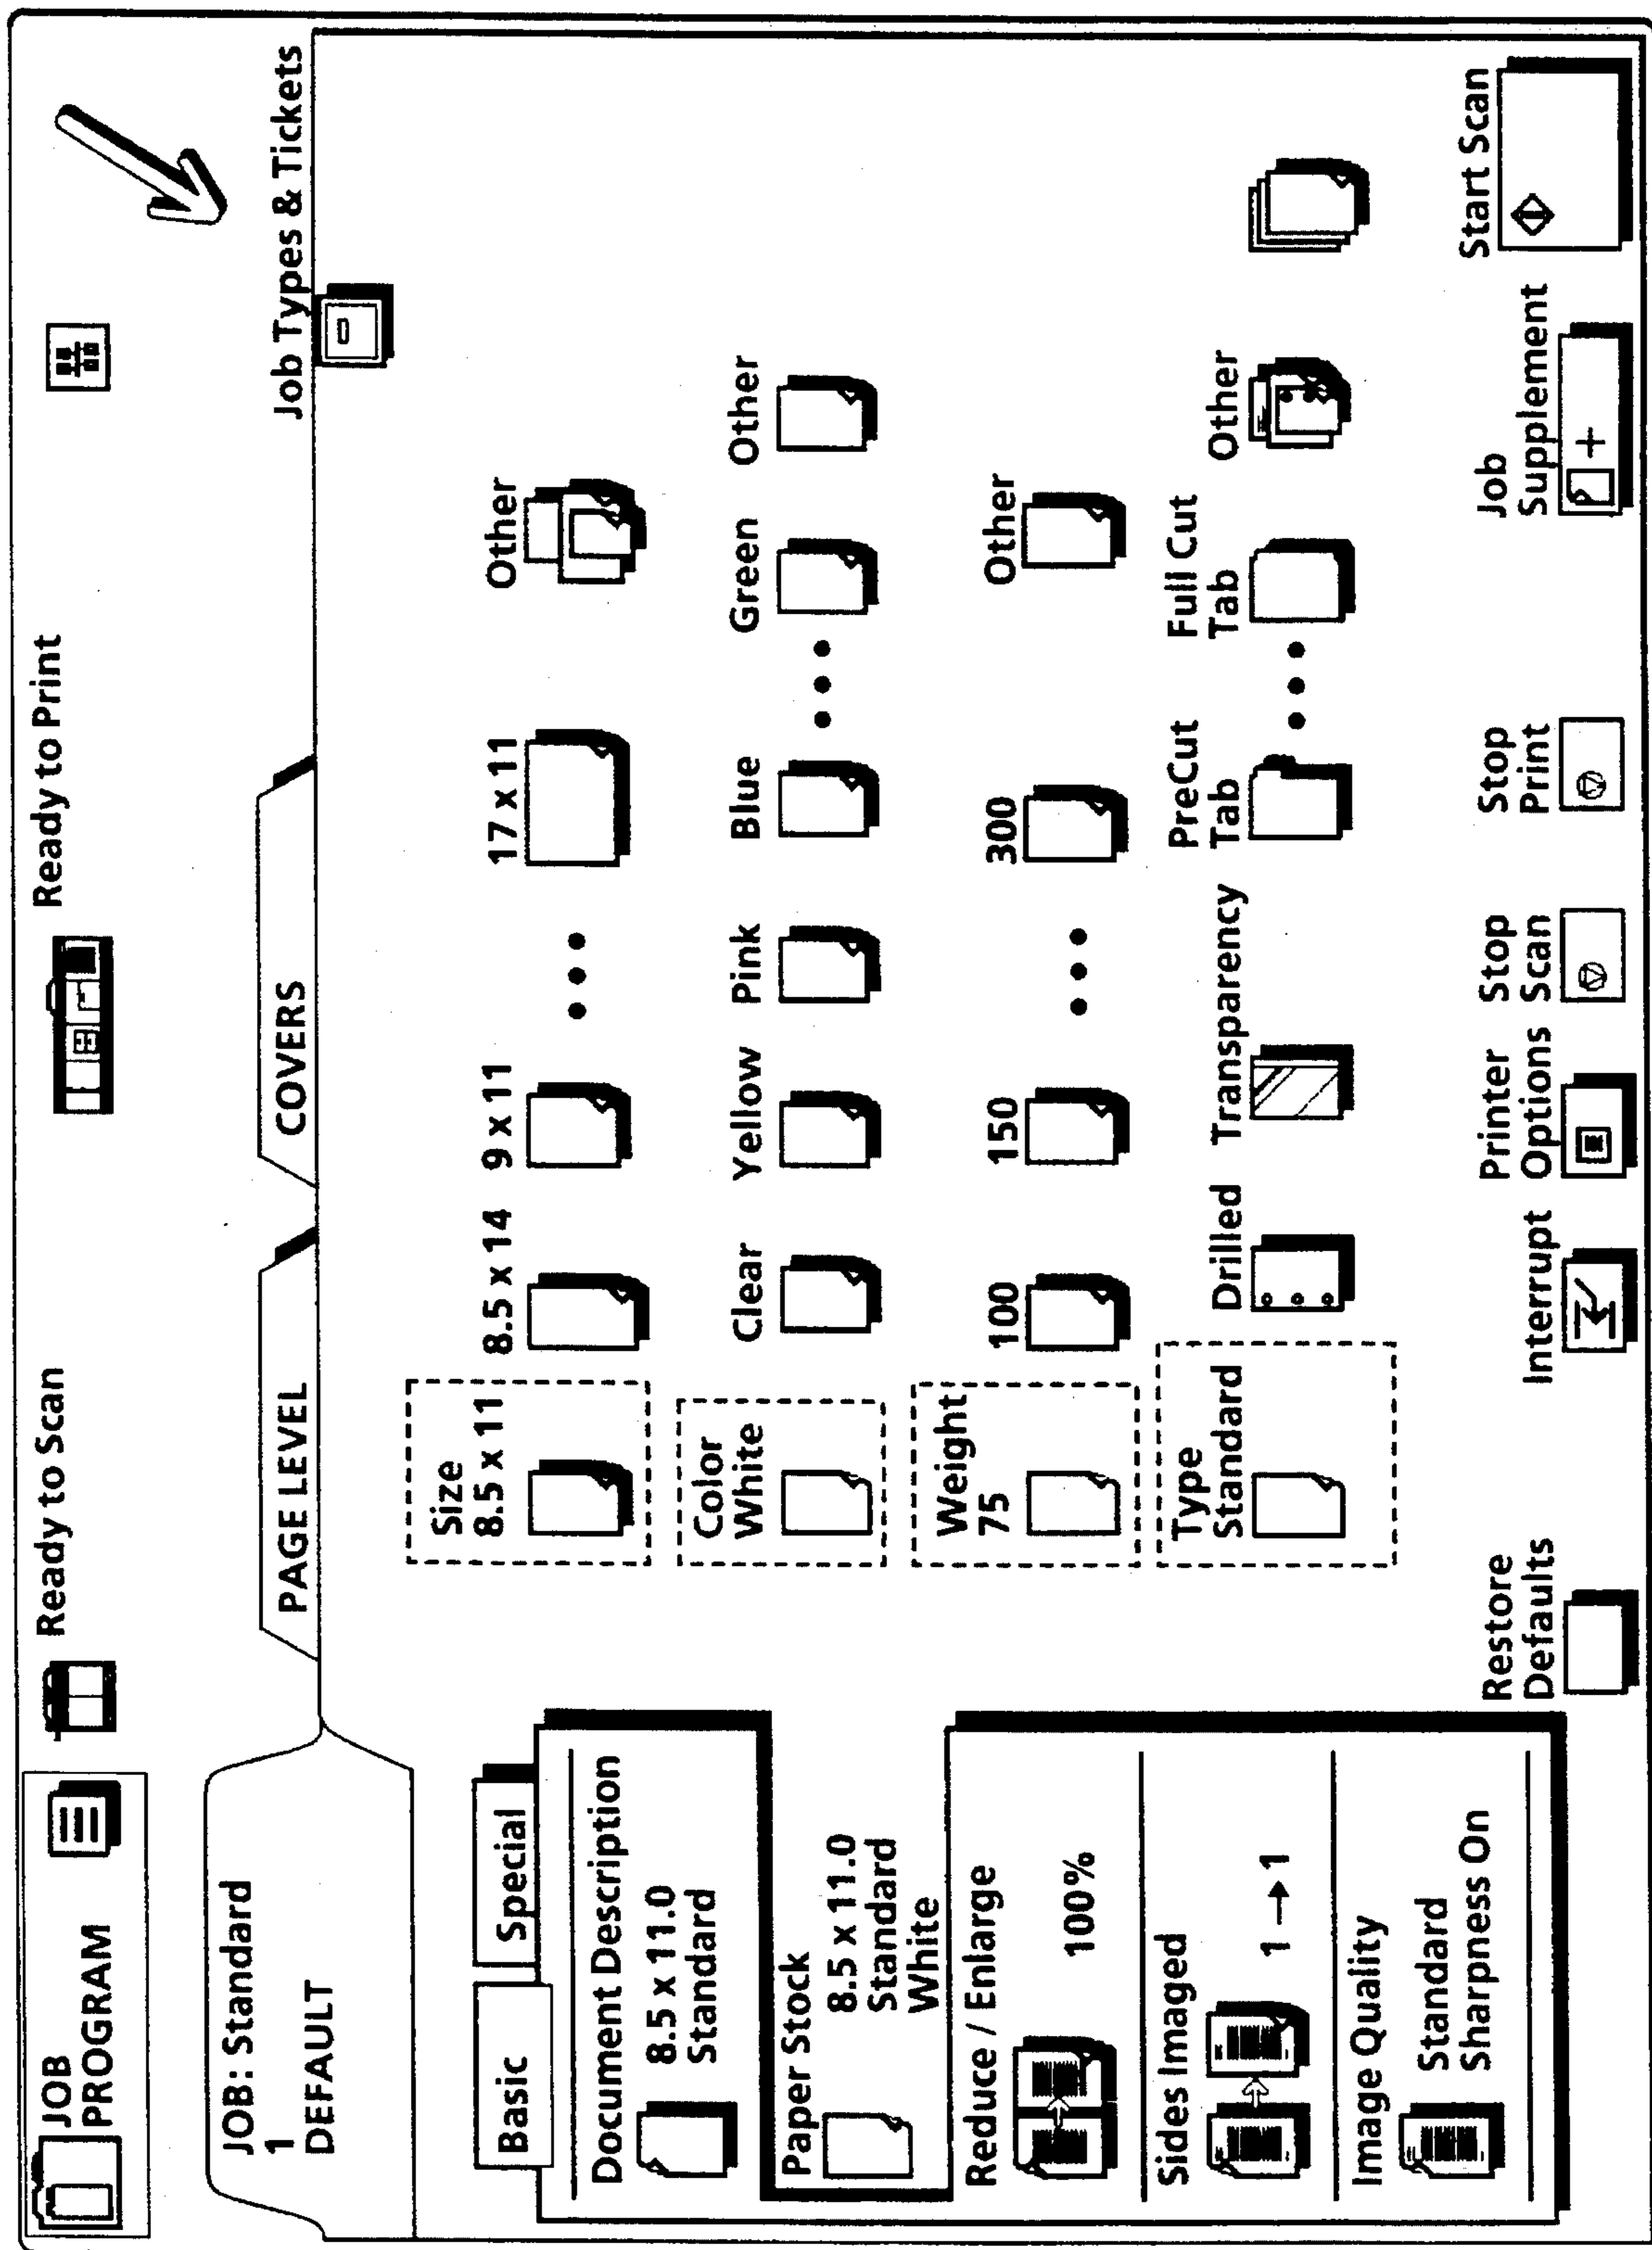 JOB
PROGRAM
Ready to Scan
Ready to Print
JOB: Standard
1
DEFAULT
PAGE LEVEL
COVERS
Job Types & Tickets
Basic
Special
Document Description
8.5 x 11.0
Standard
Paper Stock
8.5 x 11.0
Standard
White
Reduce / Enlarge
100%
Sides Imaged
1 → 1
Image Quality
Standard
Sharpness On
Size
8.5 x 11
8.5 x 14
9 x 11
17 x 11
Other
Color
White
Clear
Yellow
Pink
Blue
Green
Other
Weight
75
100
150
300
Other
Type
Standard
Drilled
Transparency
PreCut
Tab
Full Cut
Tab
Other
Restore
Defaults
Interrupt
Printer
Options
Stop
Scan
Stop
Print
Job
Supplement
Start Scan